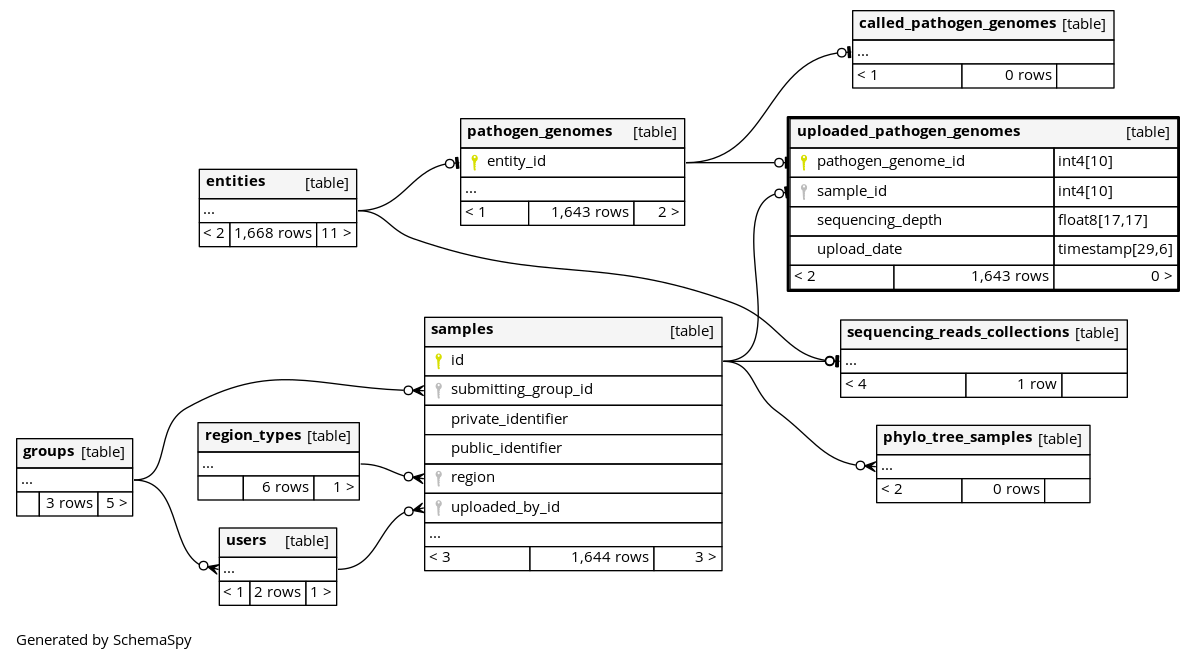 called_pathogen_genomes [table]
...
< 1 0 rows
pathogen_genomes [table]
entity_id
...
< 1 1,643 rows 2 >
uploaded_pathogen_genomes [table]
pathogen_genome_id int4[10]
sample_id int4[10]
sequencing_depth float8[17,17]
upload_date timestamp[29,6]
< 2 1,643 rows 0 >
entities [table]
...
< 2 1,668 rows 11 >
samples [table]
id
submitting_group_id
private_identifier
public_identifier
region
uploaded_by_id
...
< 3 1,644 rows 3 >
sequencing_reads_collections [table]
...
< 4 1 row
groups [table]
...
3 rows 5 >
region_types [table]
...
6 rows 1 >
phylo_tree_samples [table]
...
< 2 0 rows
users [table]
...
< 1 2 rows 1 >
Generated by SchemaSpy